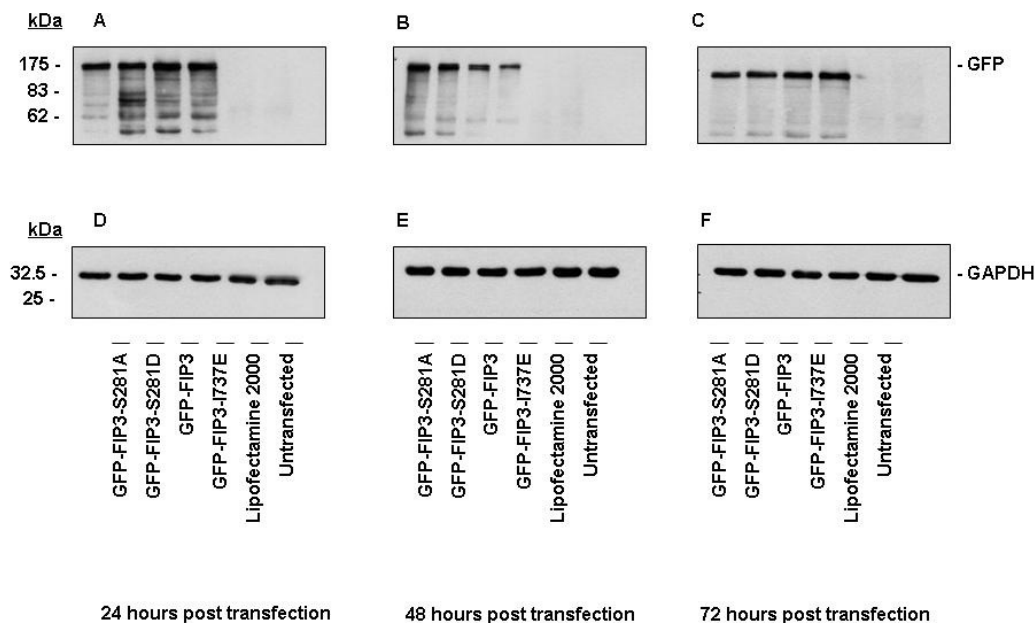 kDa
A
B
C
175 -
83 -
62 -
- GFP
kDa
D
E
F
32.5 -
25 -
- GAPDH
GFP-FIP3-S281A
GFP-FIP3-S281D
GFP-FIP3
GFP-FIP3-I737E
Lipofectamine 2000
Untransfected
GFP-FIP3-S281A
GFP-FIP3-S281D
GFP-FIP3
GFP-FIP3-I737E
Lipofectamine 2000
Untransfected
GFP-FIP3-S281A
GFP-FIP3-S281D
GFP-FIP3
GFP-FIP3-I737E
Lipofectamine 2000
Untransfected
24 hours post transfection
48 hours post transfection
72 hours post transfection